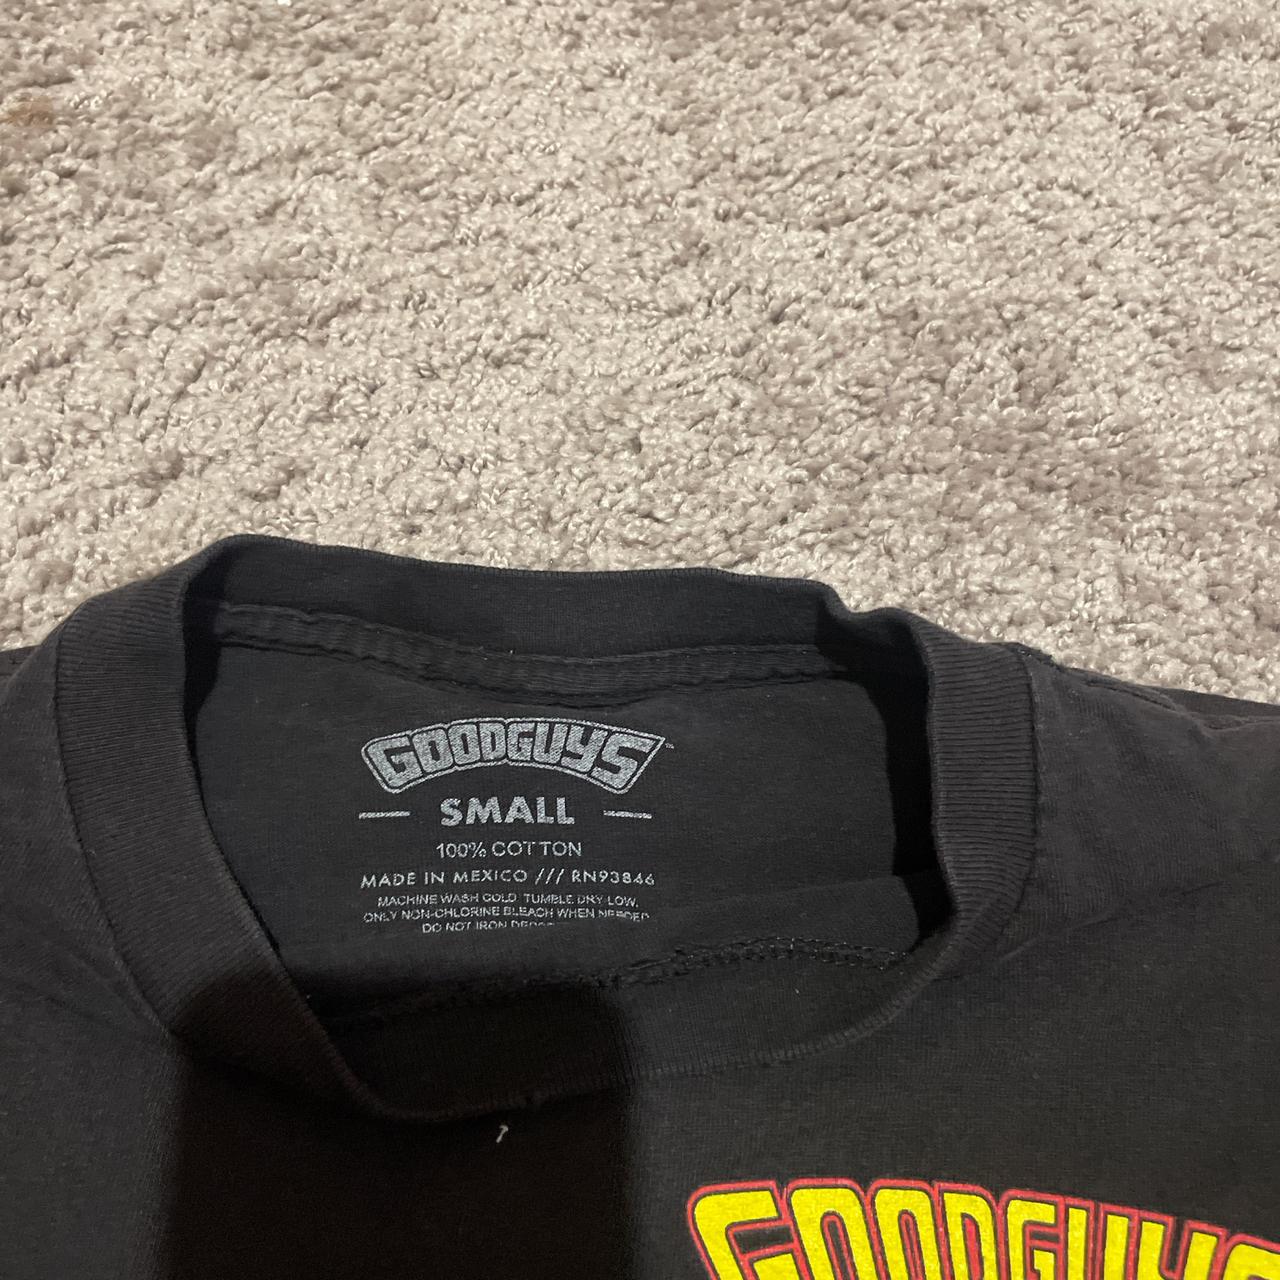 GOODGUYS™
SMALL
100% COTTON
MADE IN MEXICO /// RN93846
MACHINE WASH COLD, TUMBLE DRY LOW,
ONLY NON-CHLORINE BLEACH WHEN NEEDED
DO NOT IRON
GOODGUYS